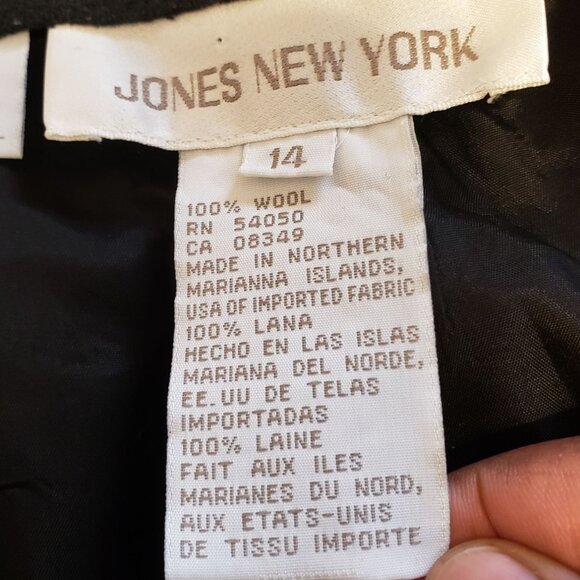 JONES NEW YORK
14
100% WOOL
RN 54050
CA 08349
MADE IN NORTHERN
MARIANNA ISLANDS,
USA OF IMPORTED FABRIC
100% LANA
HECHO EN LAS ISLAS
MARIANA DEL NORDE,
EE.UU DE TELAS
IMPORTADAS
100% LAINE
FAIT AUX ILES
MARIANES DU NORD,
AUX ETATS-UNIS
DE TISSU IMPORTE